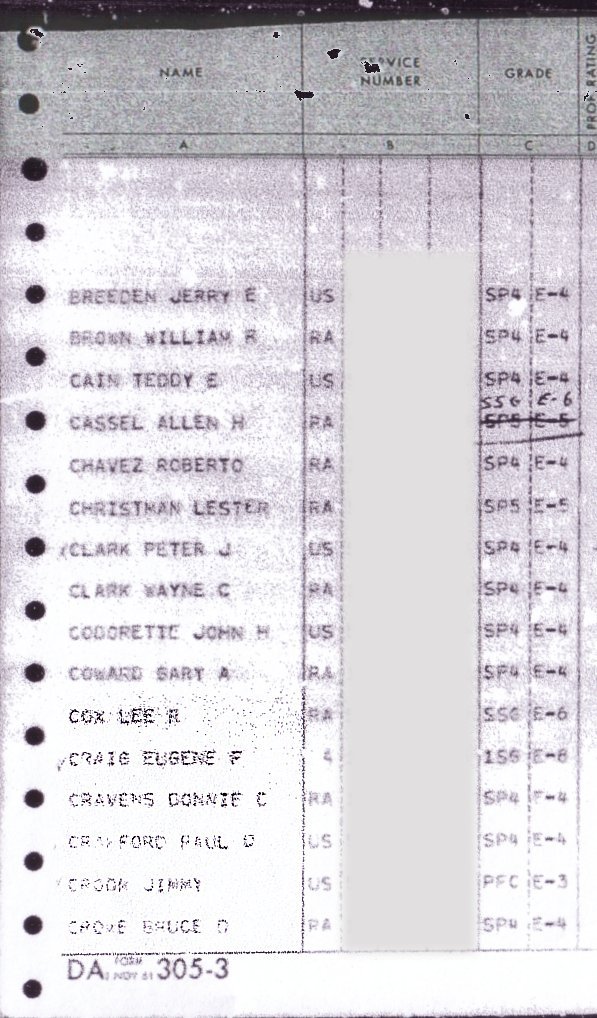 NAME SERVICE NUMBER GRADE PROF RATING
A B C D
BREEDEN JERRY E US SP4 E-4
BROWN WILLIAM R RA SP4 E-4
CAIN TEDDY E US SP4 E-4
SSG E-6
CASSEL ALLEN H RA SP5 E-5
CHAVEZ ROBERTO RA SP4 E-4
CHRISTMAN LESTER RA SP5 E-5
CLARK PETER J US SP4 E-4
CLARK WAYNE C RA SP4 E-4
CODORETTE JOHN H US SP4 E-4
COWARD GARY A RA SP4 E-4
COX LEE R RA SSG E-6
CRAIG EUGENE F 4 1SG E-8
CRAVENS DONNIE C RA SP4 E-4
CRAWFORD PAUL D US SP4 E-4
CROOM JIMMY US PFC E-3
CROWE BRUCE D RA SP4 E-4
DA FORM 1 NOV 61 305-3